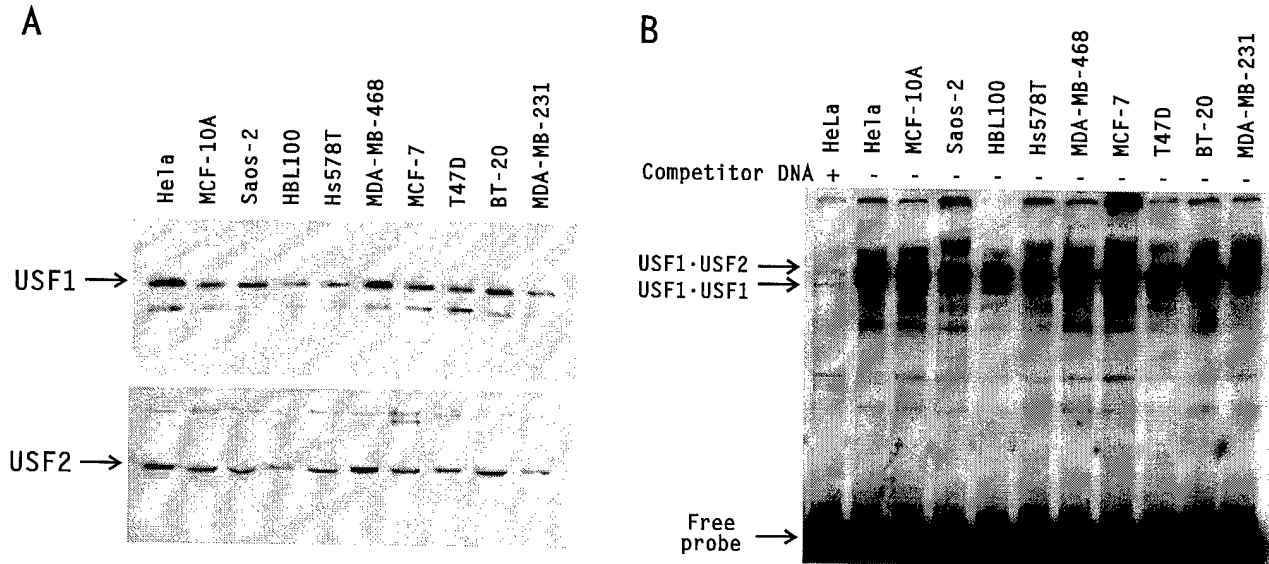 A
Hela
MCF-10A
Saos-2
HBL100
Hs578T
MDA-MB-468
MCF-7
T47D
BT-20
MDA-MB-231
USF1
USF2
B
HeLa
Hela
MCF-10A
Saos-2
HBL100
Hs578T
MDA-MB-468
MCF-7
T47D
BT-20
MDA-MB-231
Competitor DNA + - - - - - - - - - -
USF1·USF2
USF1·USF1
Free
probe